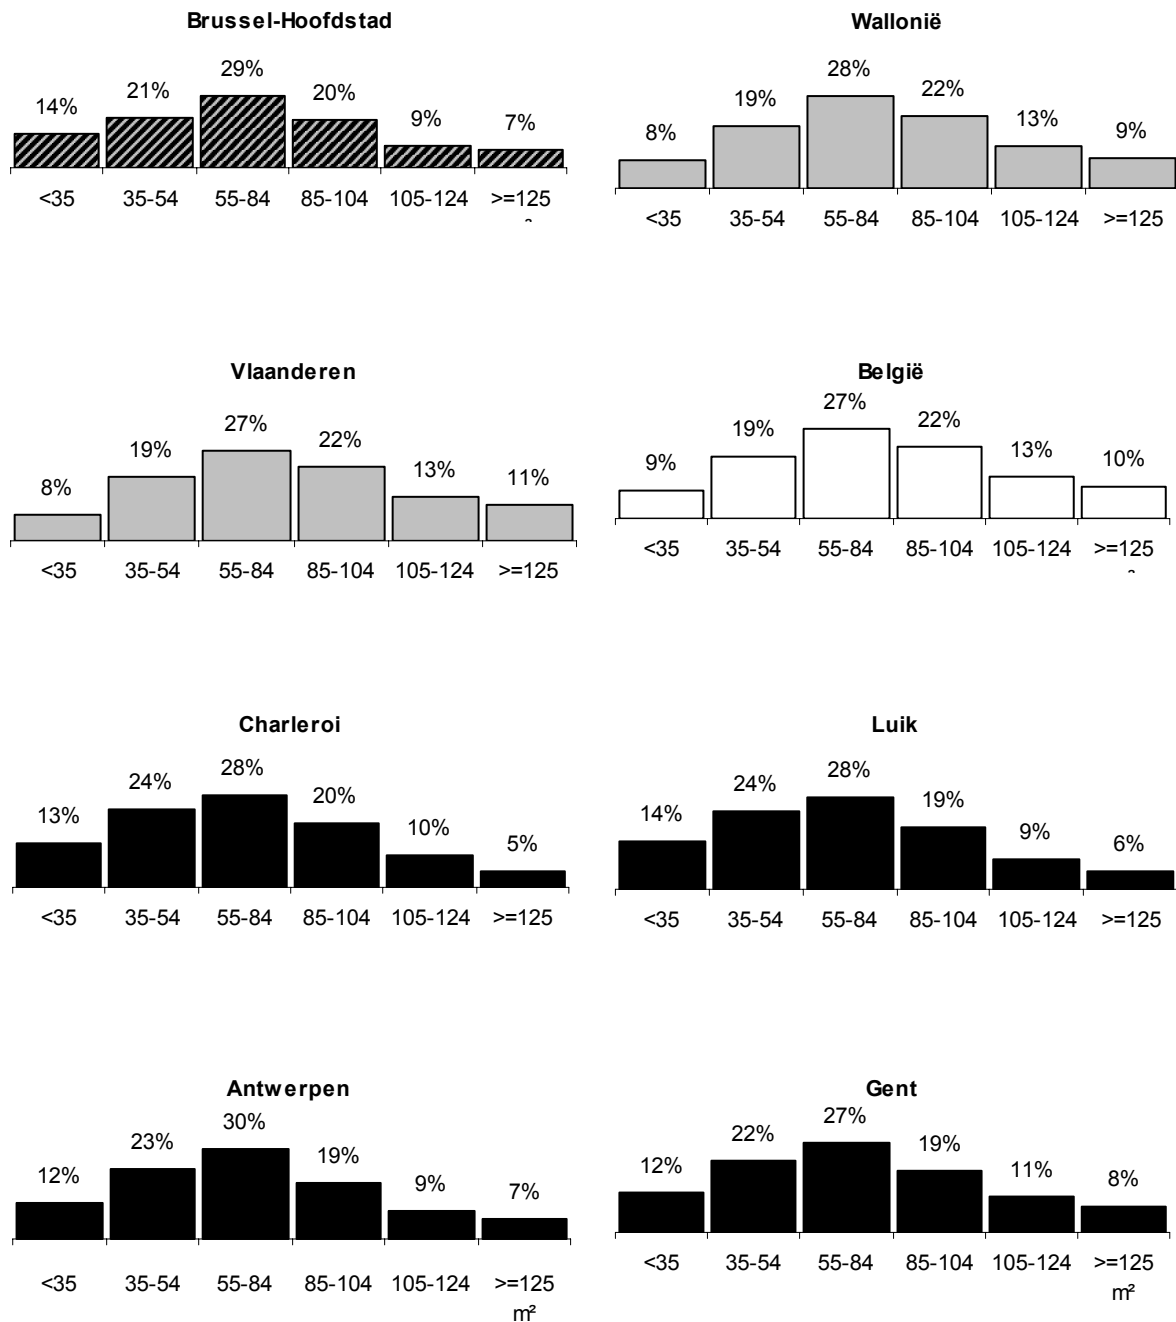 Brussel-Hoofdstad
14% 21% 29% 20% 9% 7%
<35 35-54 55-84 85-104 105-124 >=125
Wallonië
8% 19% 28% 22% 13% 9%
<35 35-54 55-84 85-104 105-124 >=125
Vlaanderen
8% 19% 27% 22% 13% 11%
<35 35-54 55-84 85-104 105-124 >=125
België
9% 19% 27% 22% 13% 10%
<35 35-54 55-84 85-104 105-124 >=125
Charleroi
13% 24% 28% 20% 10% 5%
<35 35-54 55-84 85-104 105-124 >=125
Luik
14% 24% 28% 19% 9% 6%
<35 35-54 55-84 85-104 105-124 >=125
Antwerpen
12% 23% 30% 19% 9% 7%
<35 35-54 55-84 85-104 105-124 >=125
m²
Gent
12% 22% 27% 19% 11% 8%
<35 35-54 55-84 85-104 105-124 >=125
m²